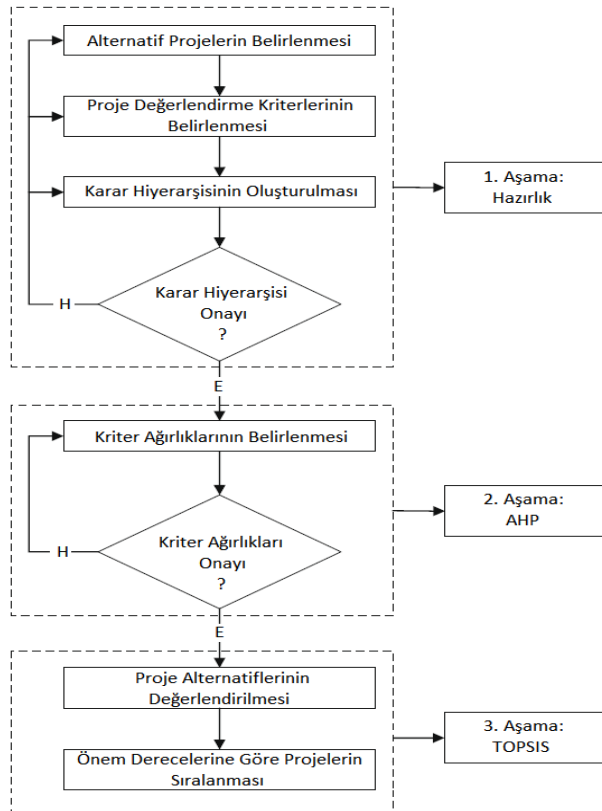 Alternatif Projelerin Belirlenmesi
Proje Değerlendirme Kriterlerinin
Belirlenmesi
Karar Hiyerarşisinin Oluşturulması
1. Aşama:
Hazırlık
Karar Hiyerarşisi
Onayı
?
H
E
Kriter Ağırlıklarının Belirlenmesi
2. Aşama:
AHP
Kriter Ağırlıkları
Onayı
?
H
E
Proje Alternatiflerinin
Değerlendirilmesi
3. Aşama:
TOPSIS
Önem Derecelerine Göre Projelerin
Sıralanması